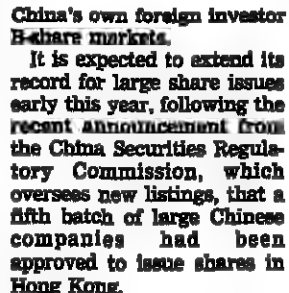 China's own foreign investor
B-share markets.
It is expected to extend its
record for large share issues
early this year, following the
recent announcement from
the China Securities Regula-
tory Commission, which
oversees new listings, that a
fifth batch of large Chinese
companies had been
approved to issue shares in
Hong Kong.